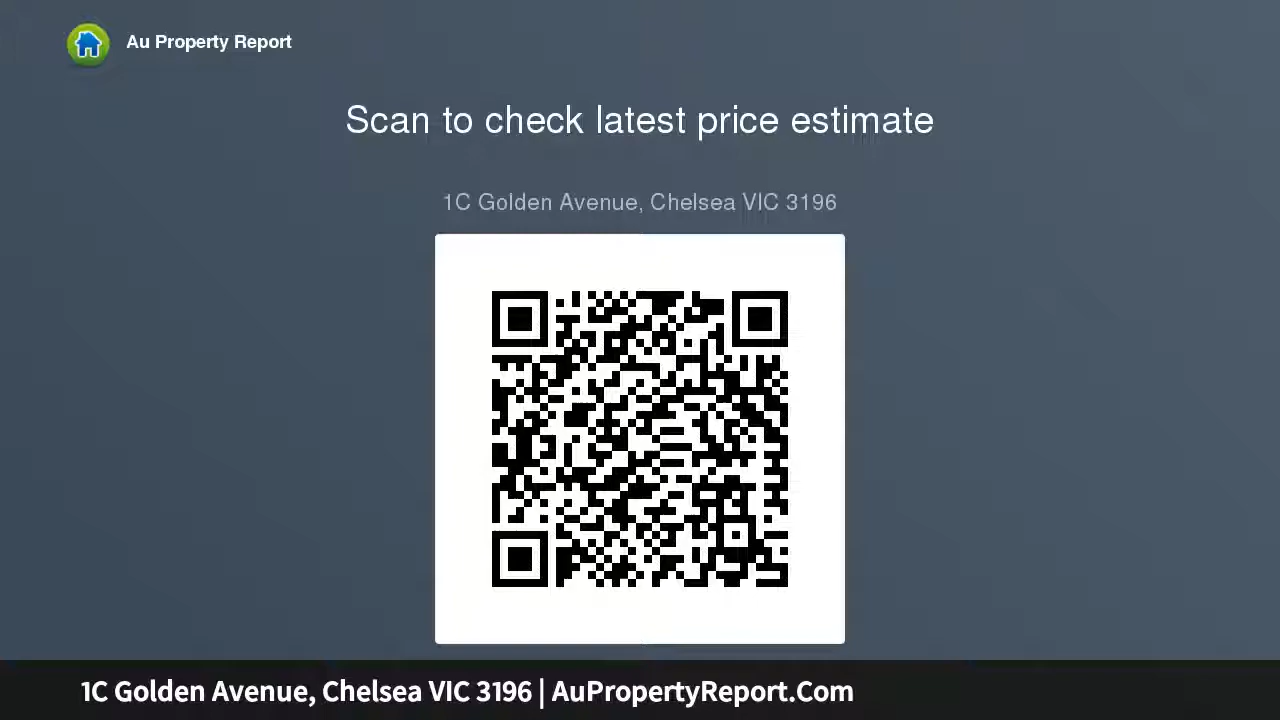 Au Property Report
Scan to check latest price estimate
1C Golden Avenue, Chelsea VIC 3196
1C Golden Avenue, Chelsea VIC 3196 | AuPropertyReport.Com